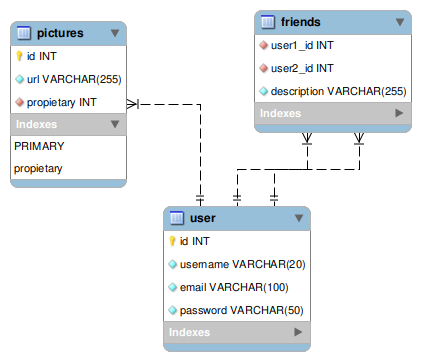 pictures
id INT
url VARCHAR(255)
propietary INT
Indexes
PRIMARY
propietary
friends
user1_id INT
user2_id INT
description VARCHAR(255)
Indexes
user
id INT
username VARCHAR(20)
email VARCHAR(100)
password VARCHAR(50)
Indexes